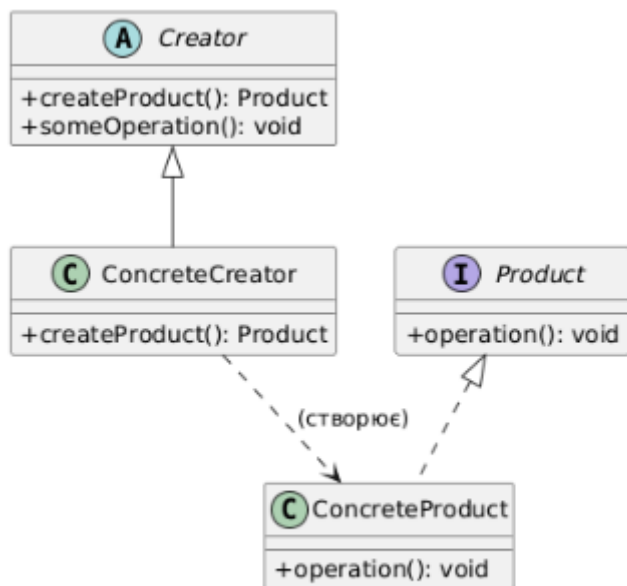 A Creator
+createProduct(): Product
+someOperation(): void
C ConcreteCreator
+createProduct(): Product
I Product
+operation(): void
(створює)
C ConcreteProduct
+operation(): void